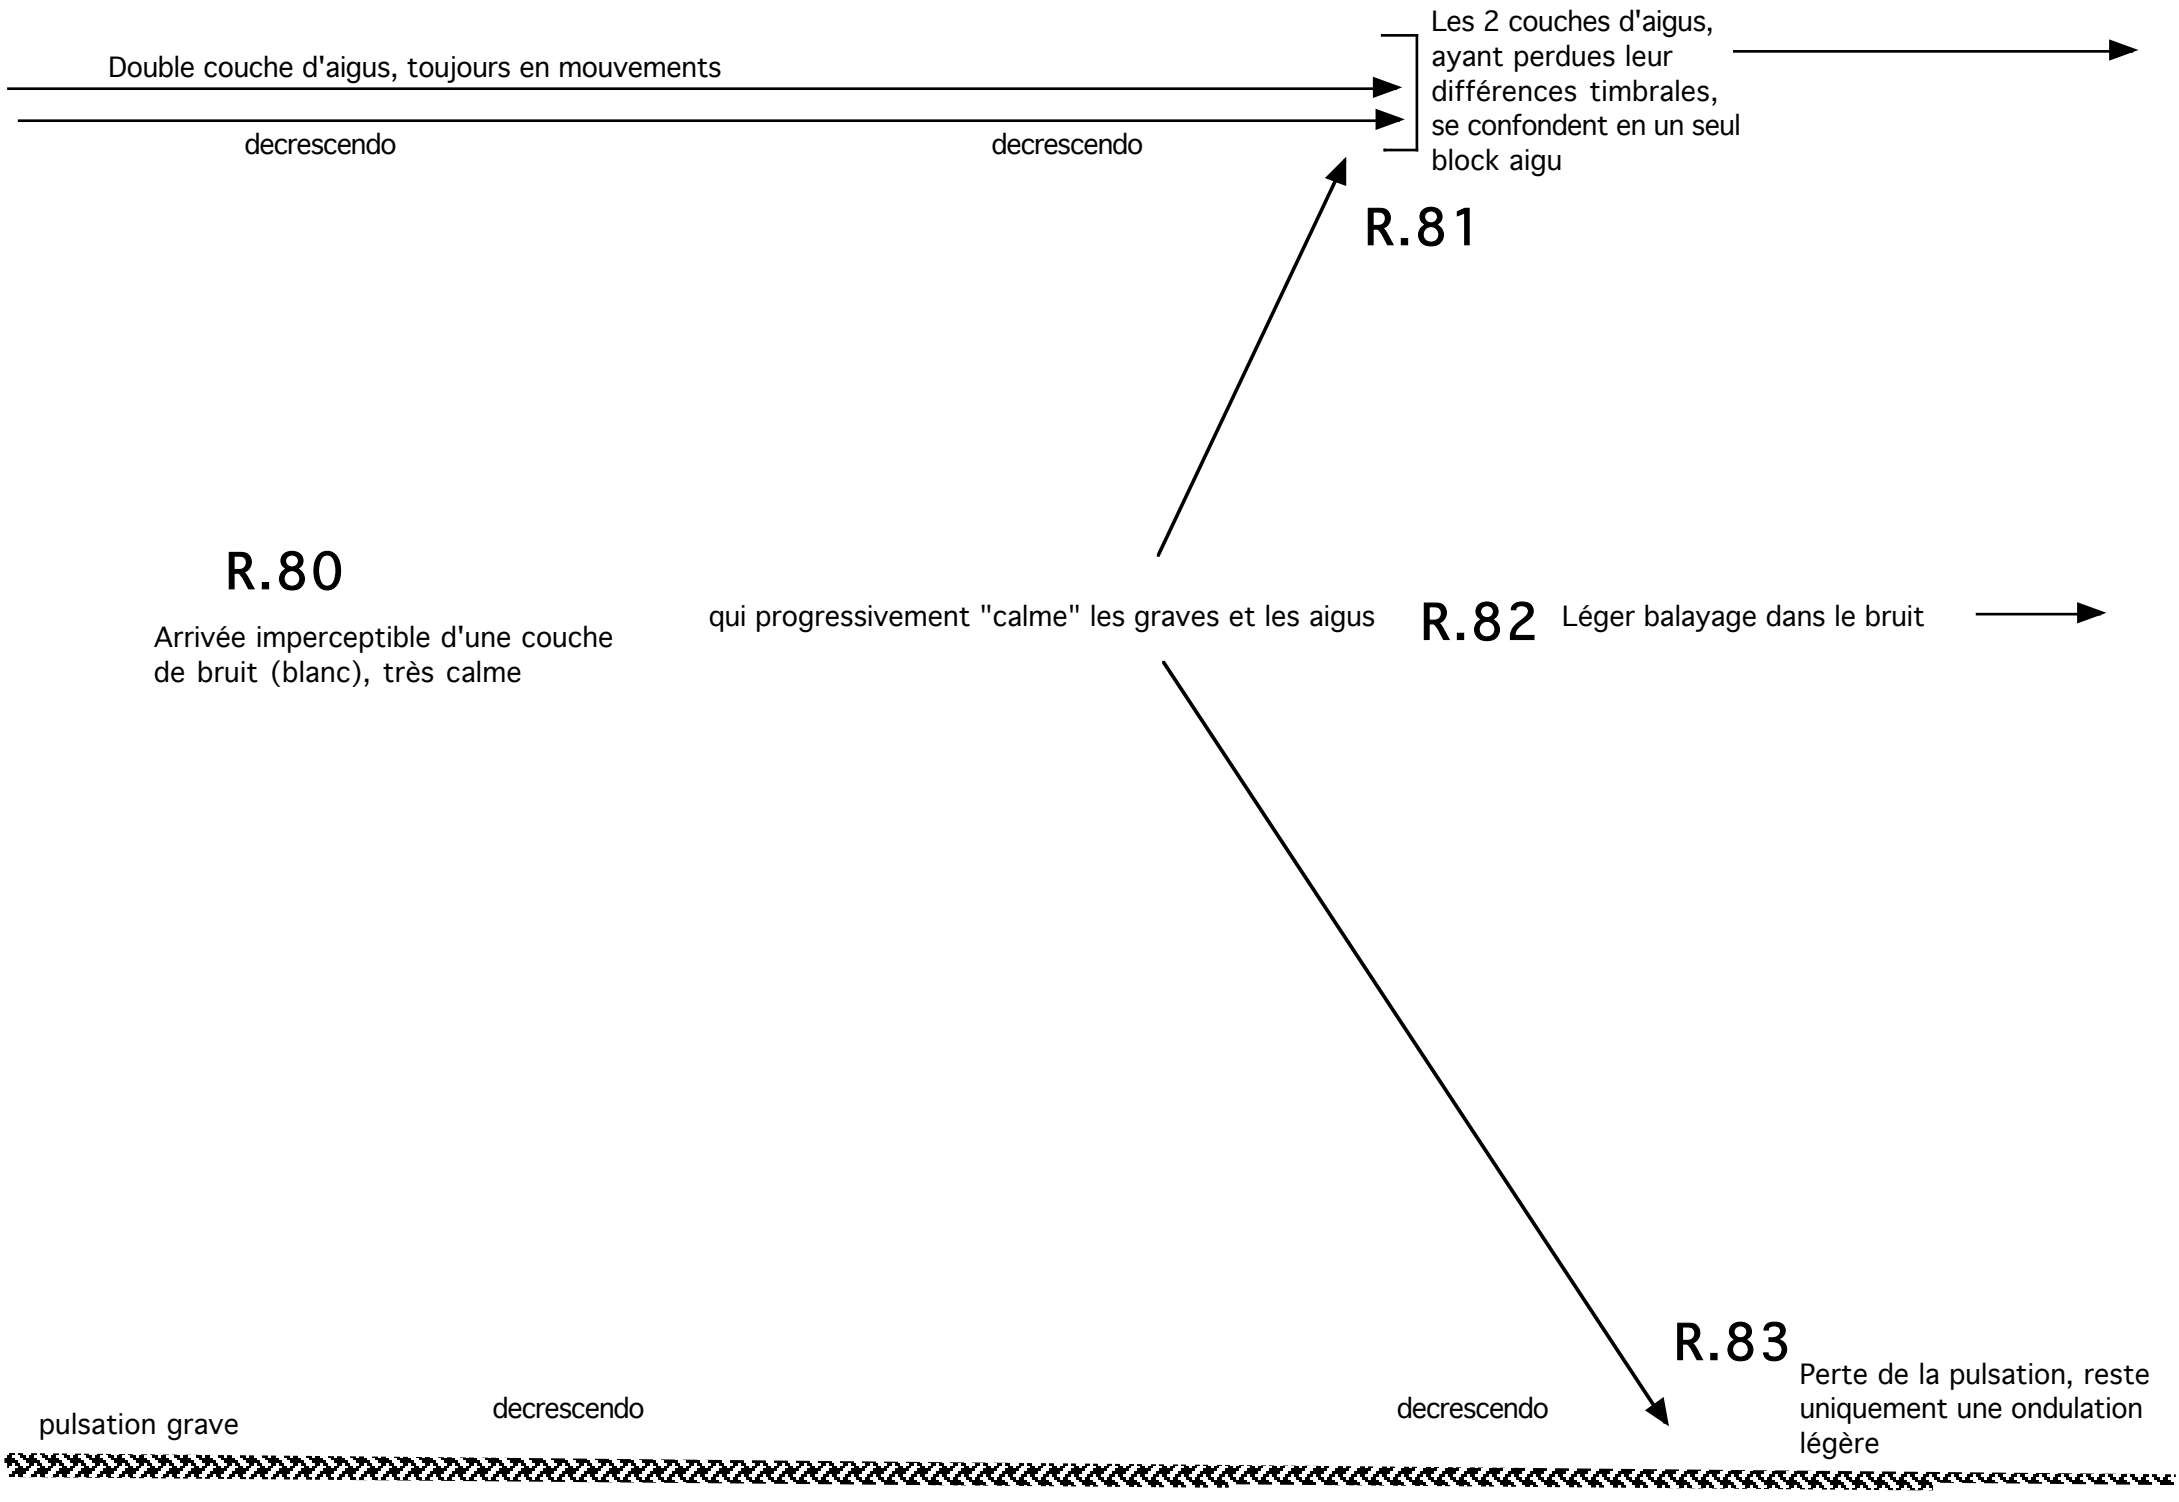 Double couche d'aigus, toujours en mouvements
decrescendo
decrescendo
Les 2 couches d'aigus,
ayant perdues leur
différences timbrales,
se confondent en un seul
block aigu
R.81
R.80
Arrivée imperceptible d'une couche
de bruit (blanc), très calme
qui progressivement "calme" les graves et les aigus
R.82
Léger balayage dans le bruit
R.83
Perte de la pulsation, reste
uniquement une ondulation
légère
pulsation grave
decrescendo
decrescendo